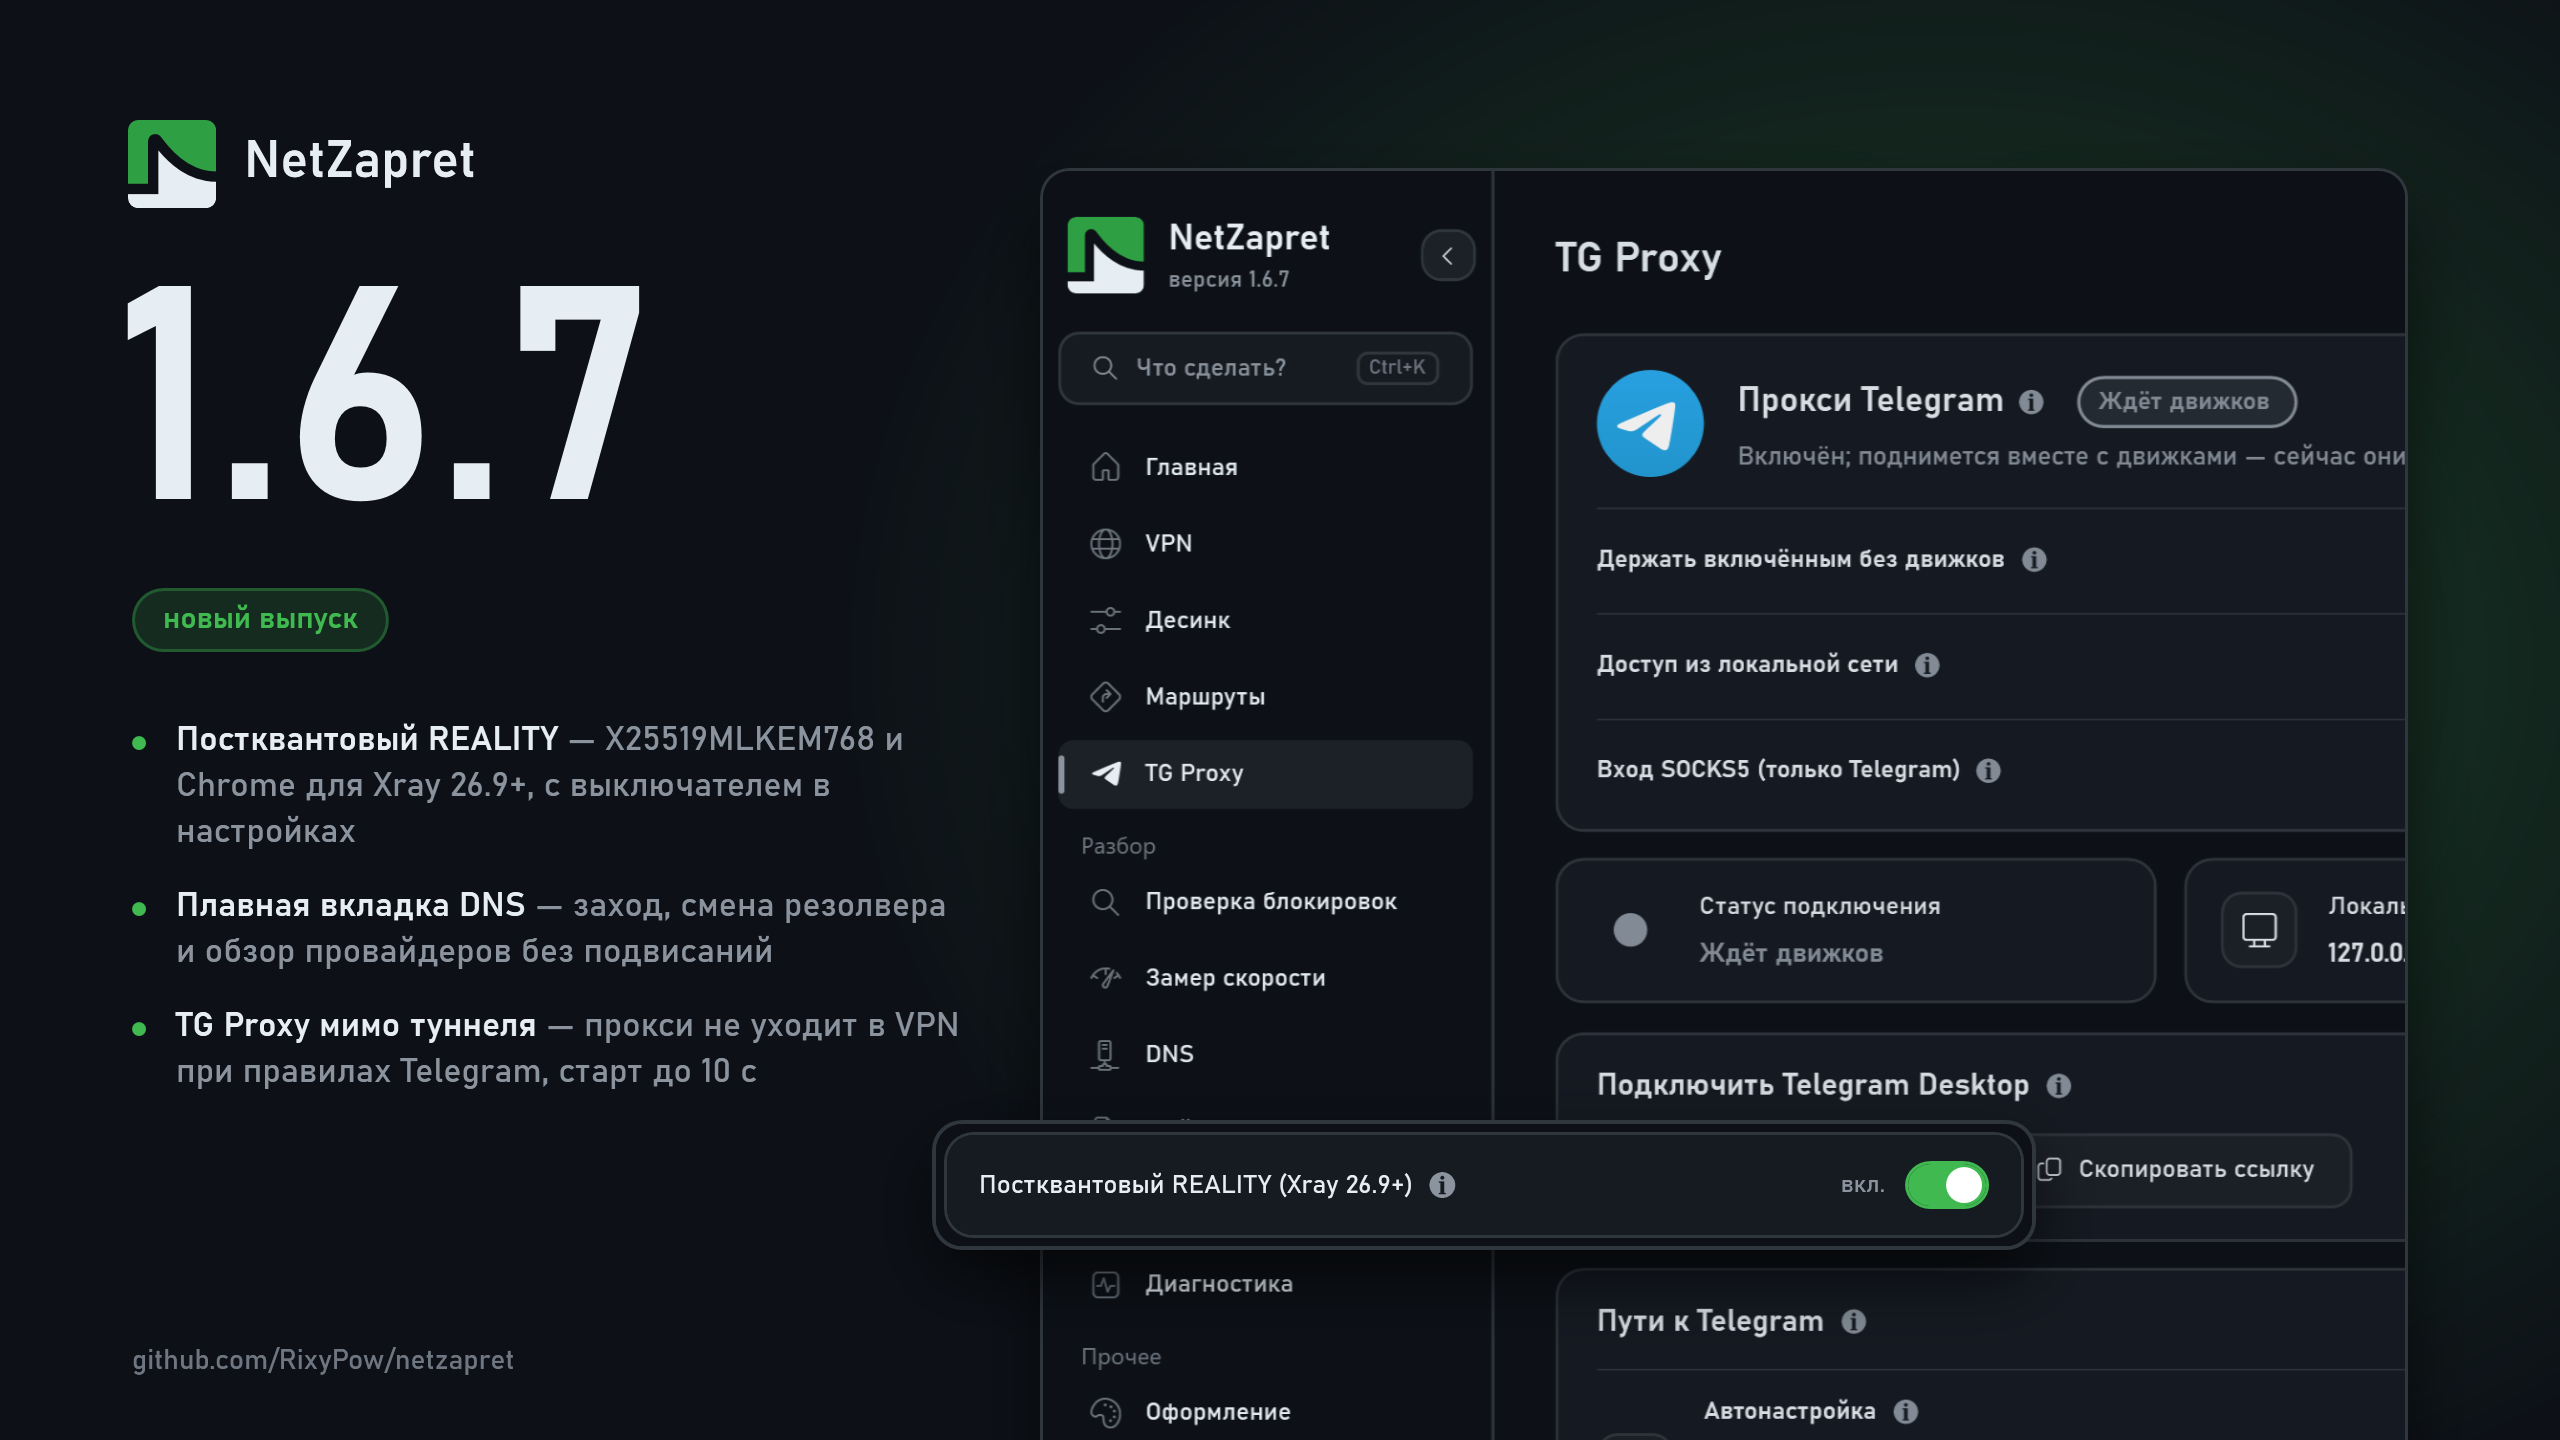 NetZapret
1.6.7
новый выпуск
Постквантовый REALITY — X25519MLKEM768 и
Chrome для Xray 26.9+, с выключателем в
настройках
Плавная вкладка DNS — заход, смена резолвера
и обзор провайдеров без подвисаний
TG Proxy мимо туннеля — прокси не уходит в VPN
при правилах Telegram, старт до 10 с
github.com/RixyPow/netzapret
NetZapret
версия 1.6.7
Что сделать? Ctrl+K
Главная
VPN
Десинк
Маршруты
TG Proxy
Разбор
Проверка блокировок
Замер скорости
DNS
Диагностика
Прочее
Оформление
TG Proxy
Прокси Telegram Ждёт движков
Включён; поднимется вместе с движками — сейчас они
Держать включённым без движков
Доступ из локальной сети
Вход SOCKS5 (только Telegram)
Статус подключения
Ждёт движков
Локаль
127.0.0.
Подключить Telegram Desktop
Скопировать ссылку
Постквантовый REALITY (Xray 26.9+) вкл.
Пути к Telegram
Автонастройка